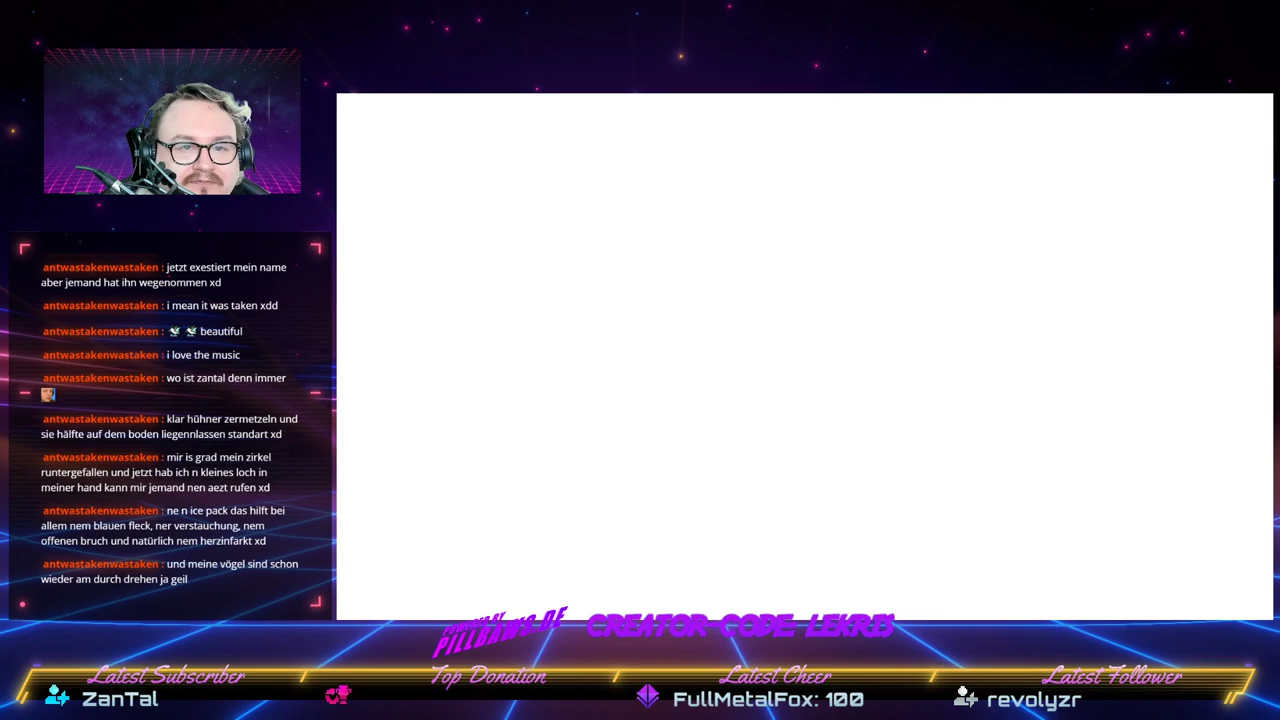 antwastakenwastaken : jetzt exestiert mein name
aber jemand hat ihn wegenommen xd
antwastakenwastaken : i mean it was taken xdd
antwastakenwastaken : beautiful
antwastakenwastaken : i love the music
antwastakenwastaken : wo ist zantal denn immer
antwastakenwastaken : klar hühner zermetzeln und
sie hälfte auf dem boden liegennlassen standart xd
antwastakenwastaken : mir is grad mein zirkel
runtergefallen und jetzt hab ich n kleines loch in
meiner hand kann mir jemand nen aezt rufen xd
antwastakenwastaken : ne n ice pack das hilft bei
allem nem blauen fleck, ner verstauchung, nem
offenen bruch und natürlich nem herzinfarkt xd
antwastakenwastaken : und meine vögel sind schon
wieder am durch drehen ja geil
POWERED BY
PILLBAWS.DE
CREATOR CODE: LEKRIS
Latest Subscriber
ZanTal
Top Donation
Latest Cheer
FullMetalFox: 100
Latest Follower
revolyzr